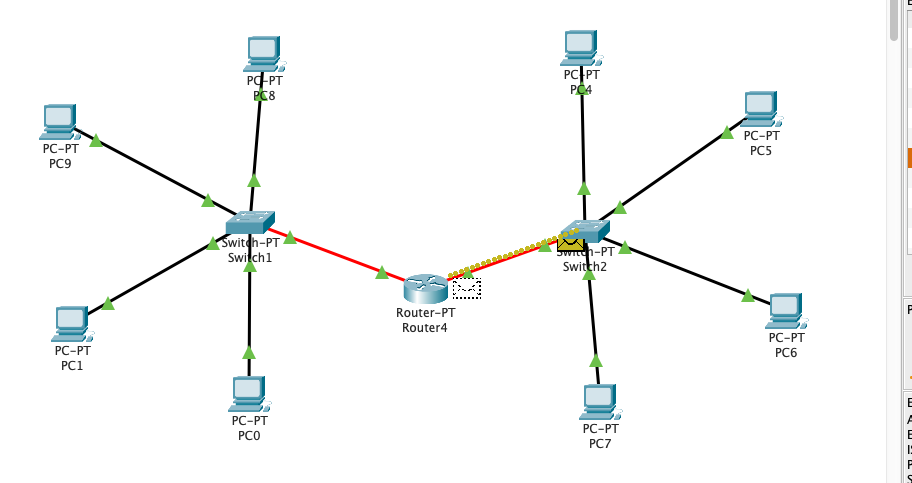 PC-PT
PC8
PC-PT
PC4
PC-PT
PC9
PC-PT
PC5
Switch-PT
Switch1
Switch-PT
Switch2
Router-PT
Router4
PC-PT
PC1
PC-PT
PC6
PC-PT
PC0
PC-PT
PC7